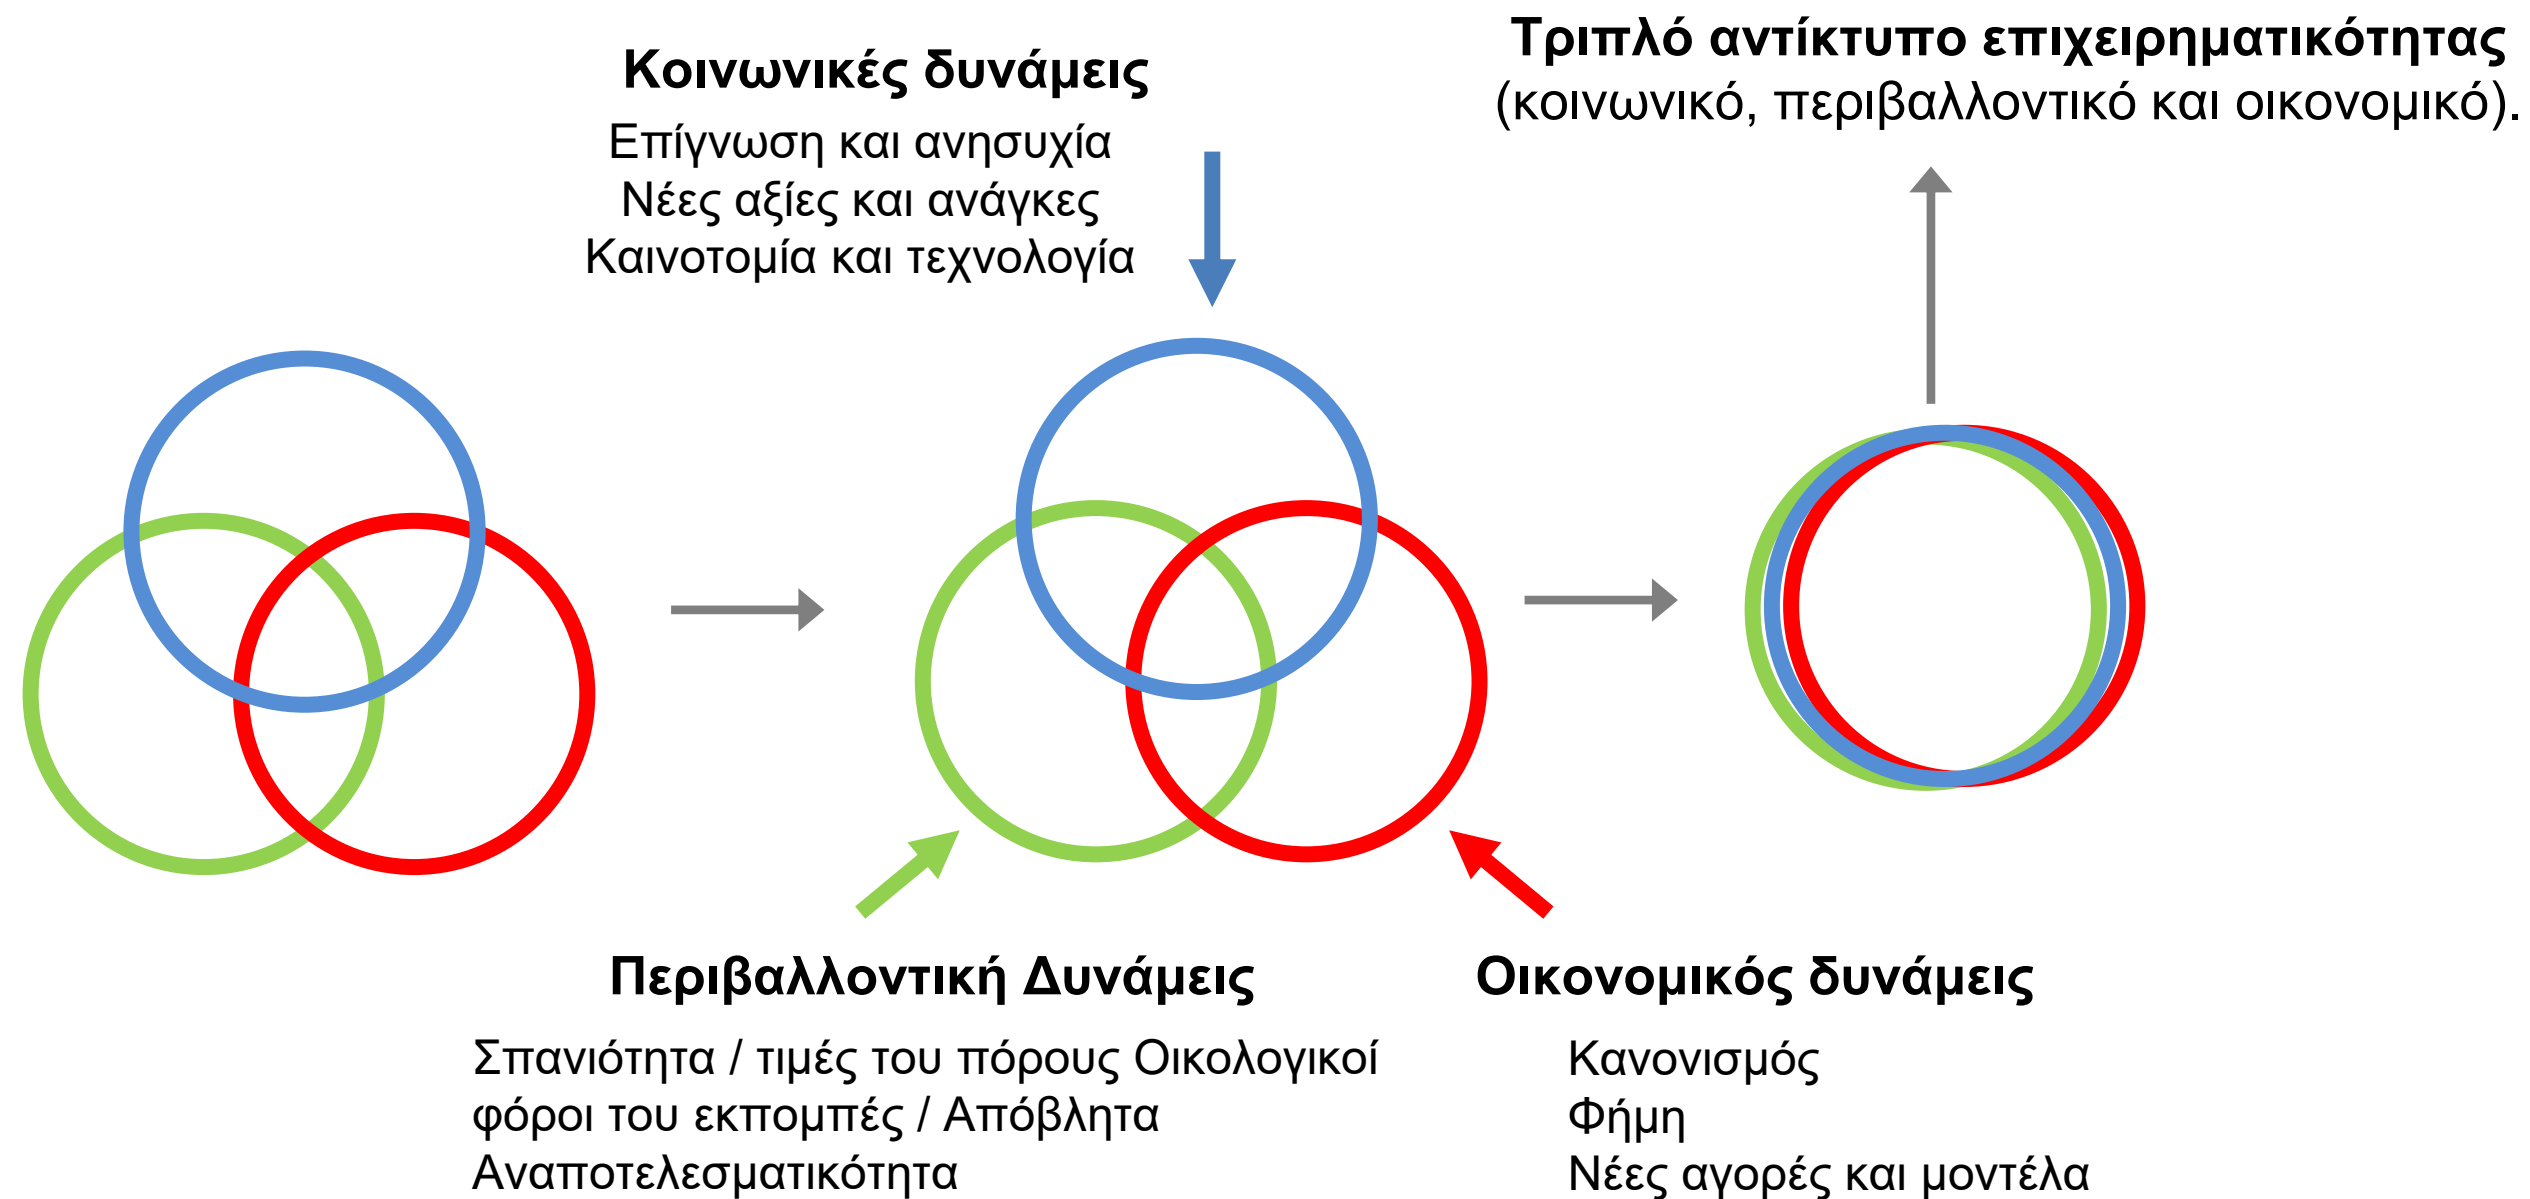 Τριπλό αντίκτυπο επιχειρηματικότητας
(κοινωνικό, περιβαλλοντικό και οικονομικό).
Κοινωνικές δυνάμεις
Επίγνωση και ανησυχία
Νέες αξίες και ανάγκες
Καινοτομία και τεχνολογία
Περιβαλλοντική Δυνάμεις
Σπανιότητα / τιμές του πόρους Οικολογικοί
φόροι του εκπομπές / Απόβλητα
Αναποτελεσματικότητα
Οικονομικός δυνάμεις
Κανονισμός
Φήμη
Νέες αγορές και μοντέλα